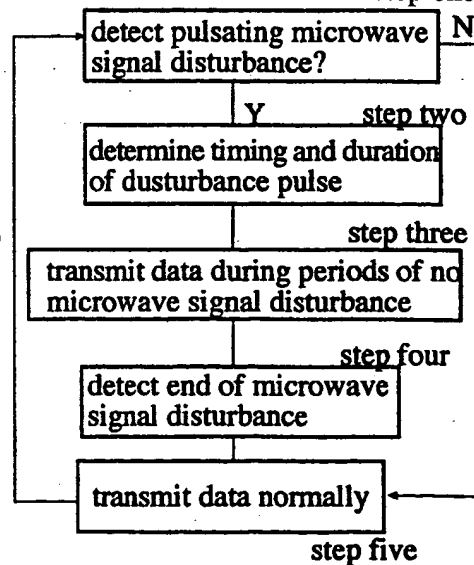 detect pulsating microwave N
signal disturbance?
Y step two
determine timing and duration
of dusturbance pulse
step three
transmit data during periods of no
microwave signal disturbance
step four
detect end of microwave
signal disturbance
transmit data normally
step five